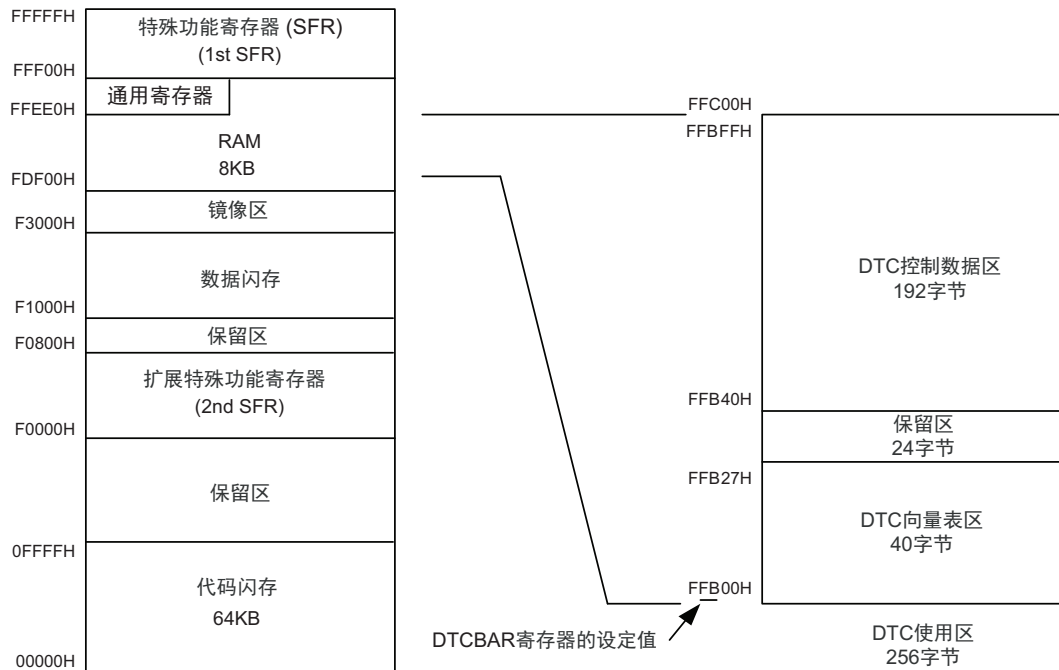 FFFFFH
特殊功能寄存器 (SFR)
(1st SFR)
FFF00H
通用寄存器
FFEE0H
RAM
8KB
FDF00H
镜像区
F3000H
数据闪存
F1000H
保留区
F0800H
扩展特殊功能寄存器
(2nd SFR)
F0000H
保留区
0FFFFH
代码闪存
64KB
00000H
FFC00H
FFBFFH
DTC控制数据区
192字节
FFB40H
保留区
24字节
FFB27H
DTC向量表区
40字节
FFB00H
DTCBAR寄存器的设定值
DTC使用区
256字节